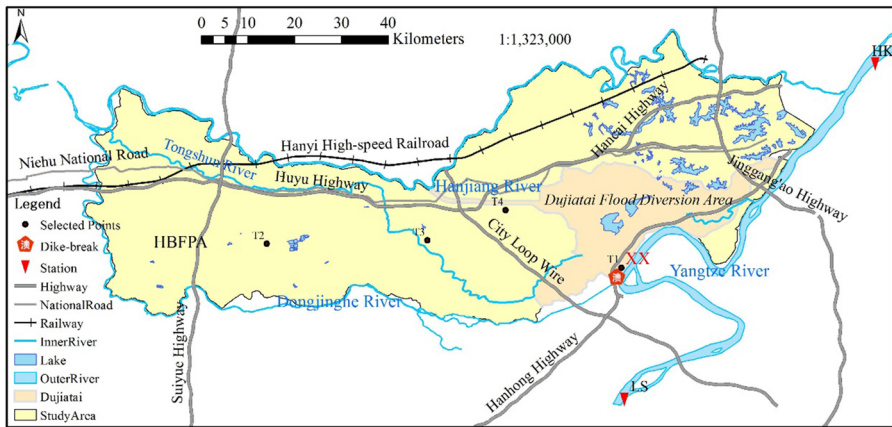 N
0 5 10 20 30 40
Kilometers
1:1,323,000
HK
Hanyi High-speed Railroad
Hancai Highway
Niehu National Road
Tongshun River
Huyu Highway
Hanjiang River
Jinggang'ao Highway
Dujiatai Flood Diversion Area
Legend
Selected Points
Dike-break
Station
Highway
NationalRoad
Railway
InnerRiver
Lake
OuterRiver
Dujiatai
StudyArea
HBFPA
T2
T3
T4
City Loop Wire
T1
XX
Yangtze River
Dongjinghe River
Suiyue Highway
Hanhong Highway
LS